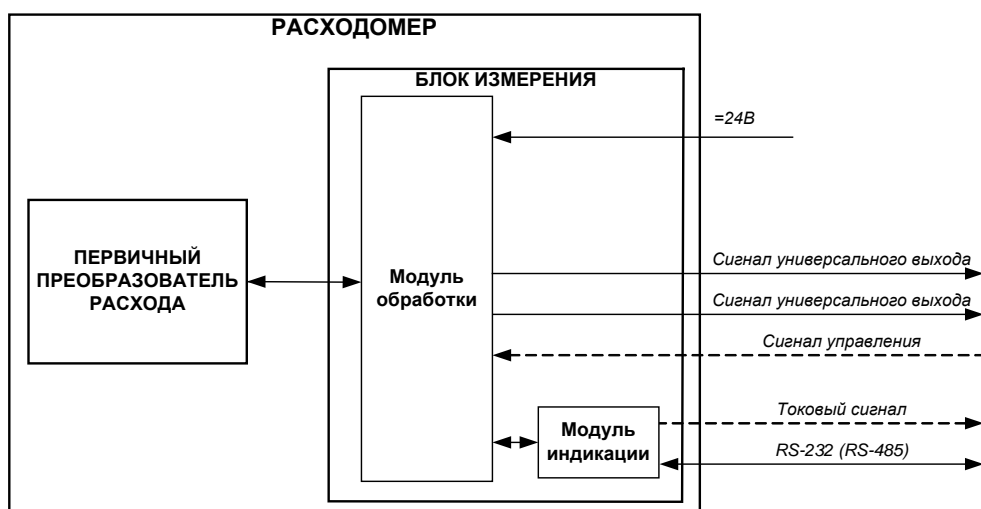 РАСХОДОМЕР
БЛОК ИЗМЕРЕНИЯ
=24В
ПЕРВИЧНЫЙ
ПРЕОБРАЗОВАТЕЛЬ
РАСХОДА
Модуль
обработки
Сигнал универсального выхода
Сигнал универсального выхода
Сигнал управления
Модуль
индикации
Токовый сигнал
RS-232 (RS-485)